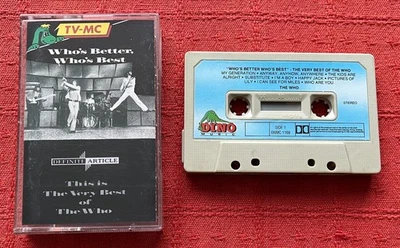 TV-MC
Who's Better,
Who's Best
DEFINITE ARTICLE
This is
The Very Best
of
The Who
"WHO'S BETTER WHO'S BEST" - THE VERY BEST OF THE WHO
MY GENERATION • ANYWAY, ANYHOW, ANYWHERE • THE KIDS ARE
ALRIGHT • SUBSTITUTE • I'M A BOY • HAPPY JACK • PICTURES OF
LILY • I CAN SEE FOR MILES • WHO ARE YOU
THE WHO
STEREO
DINO
MUSIC
SIDE 1